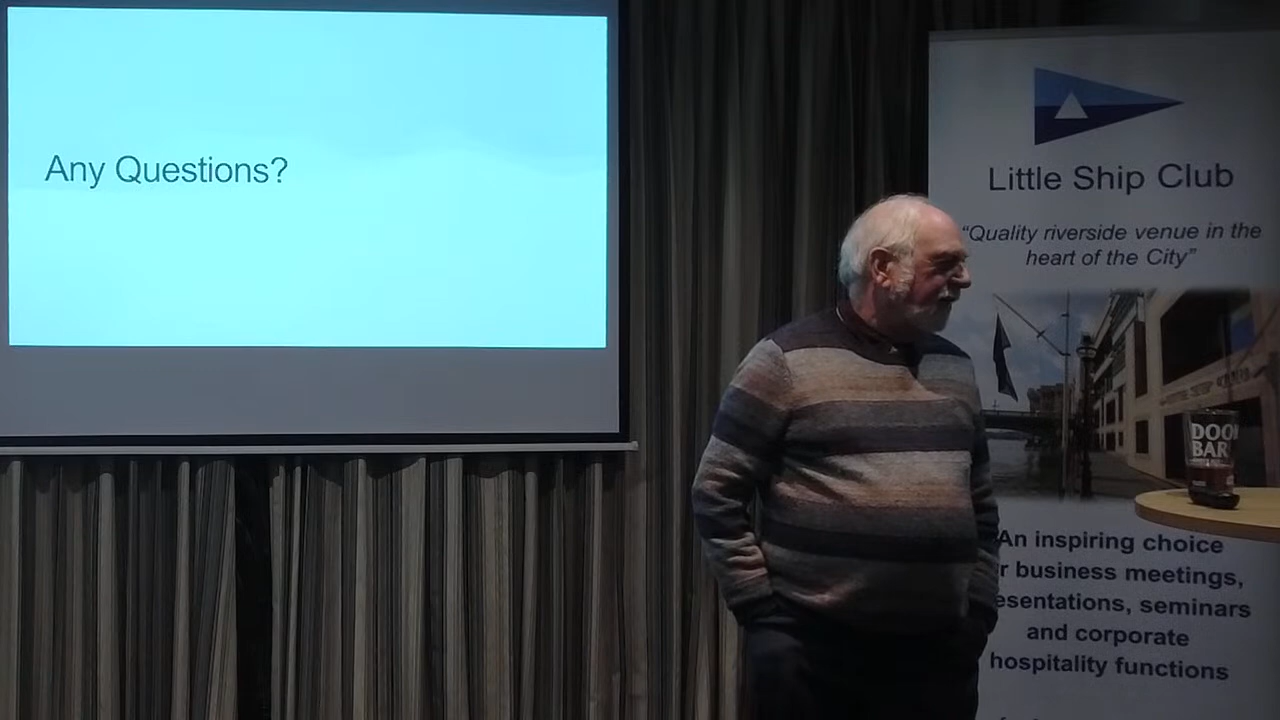 Any Questions?
Little Ship Club
“Quality riverside venue in the
heart of the City”
DOO
BAR
An inspiring choice
r business meetings,
esentations, seminars
and corporate
hospitality functions